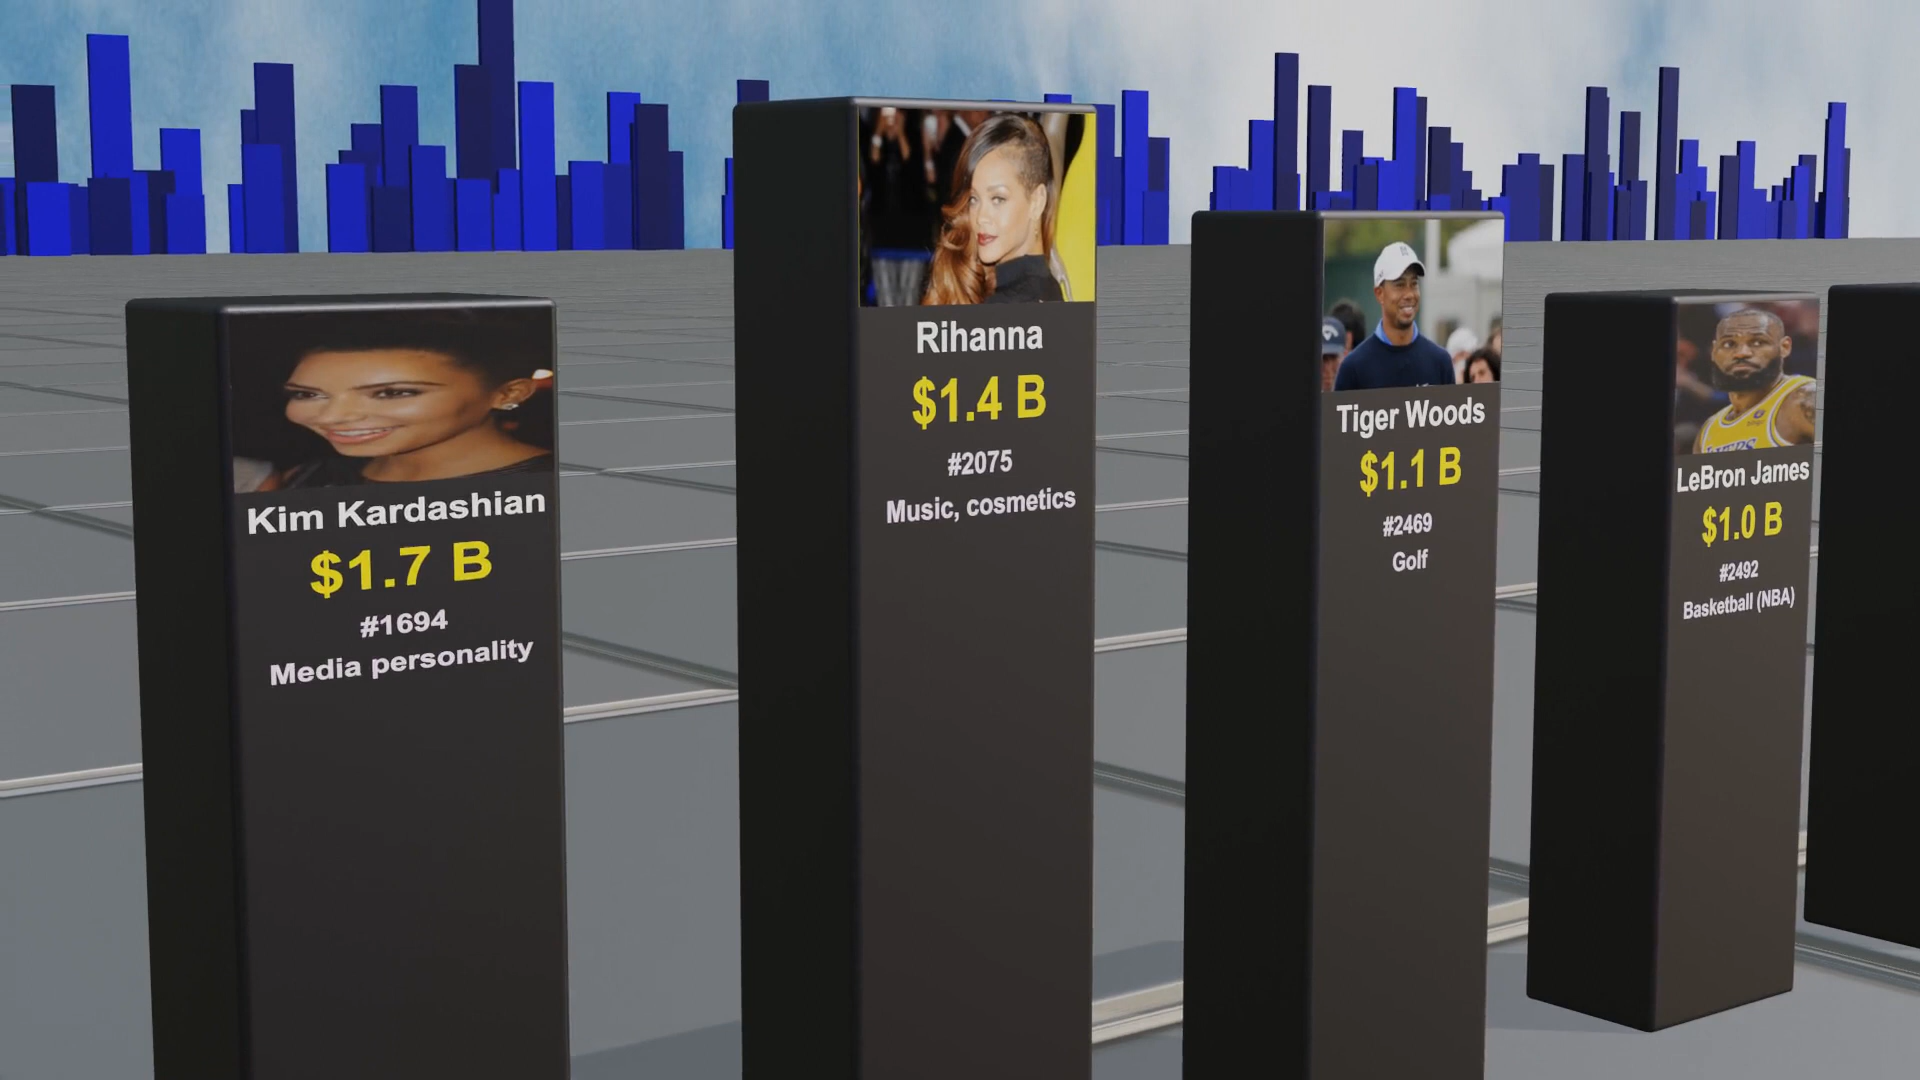 Kim Kardashian
$1.7 B
#1694
Media personality
Rihanna
$1.4 B
#2075
Music, cosmetics
Tiger Woods
$1.1 B
#2469
Golf
LeBron James
$1.0 B
#2492
Basketball (NBA)